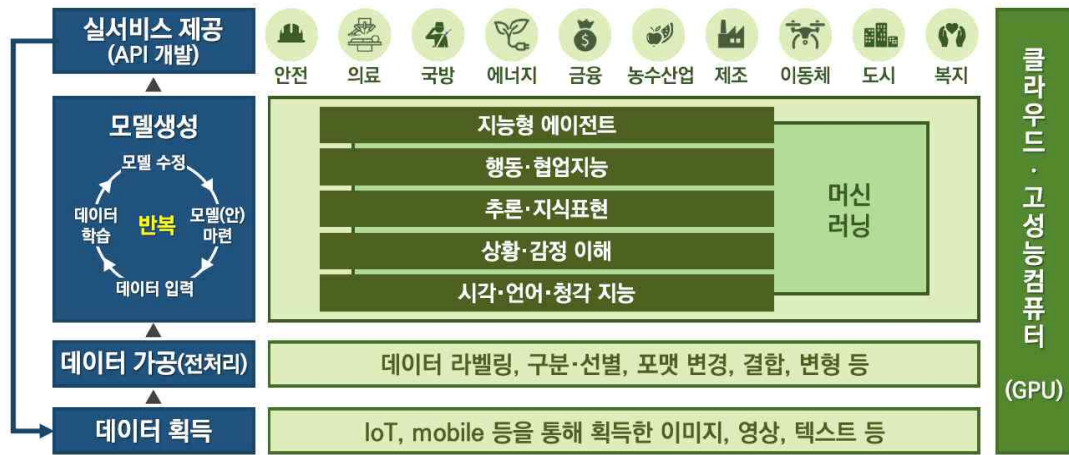 실서비스 제공
(API 개발)
안전
의료
국방
에너지
금융
농수산업
제조
이동체
도시
복지
모델생성
모델 수정
데이터
학습
반복
모델(안)
마련
데이터 입력
지능형 에이전트
행동·협업지능
추론·지식표현
상황·감정 이해
시각·언어·청각 지능
머신
러닝
데이터 가공(전처리)
데이터 라벨링, 구분·선별, 포맷 변경, 결합, 변형 등
데이터 획득
IoT, mobile 등을 통해 획득한 이미지, 영상, 텍스트 등
클라우드·고성능컴퓨터
(GPU)